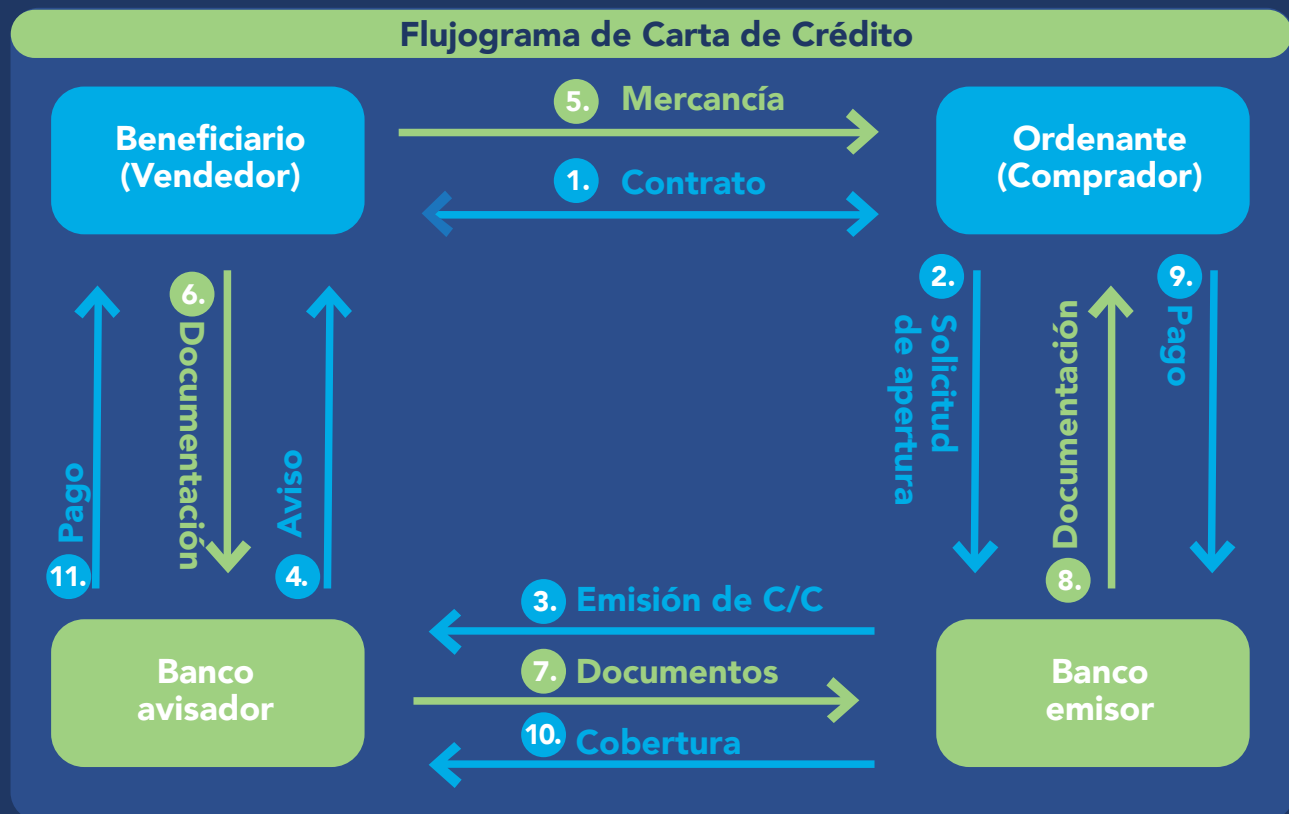 Flujograma de Carta de Crédito
5. Mercancía
Beneficiario
(Vendedor)
Ordenante
(Comprador)
1. Contrato
6. Documentación
2. Solicitud
de apertura
9. Pago
11. Pago
4. Aviso
8. Documentación
3. Emisión de C/C
7. Documentos
10. Cobertura
Banco
avisador
Banco
emisor